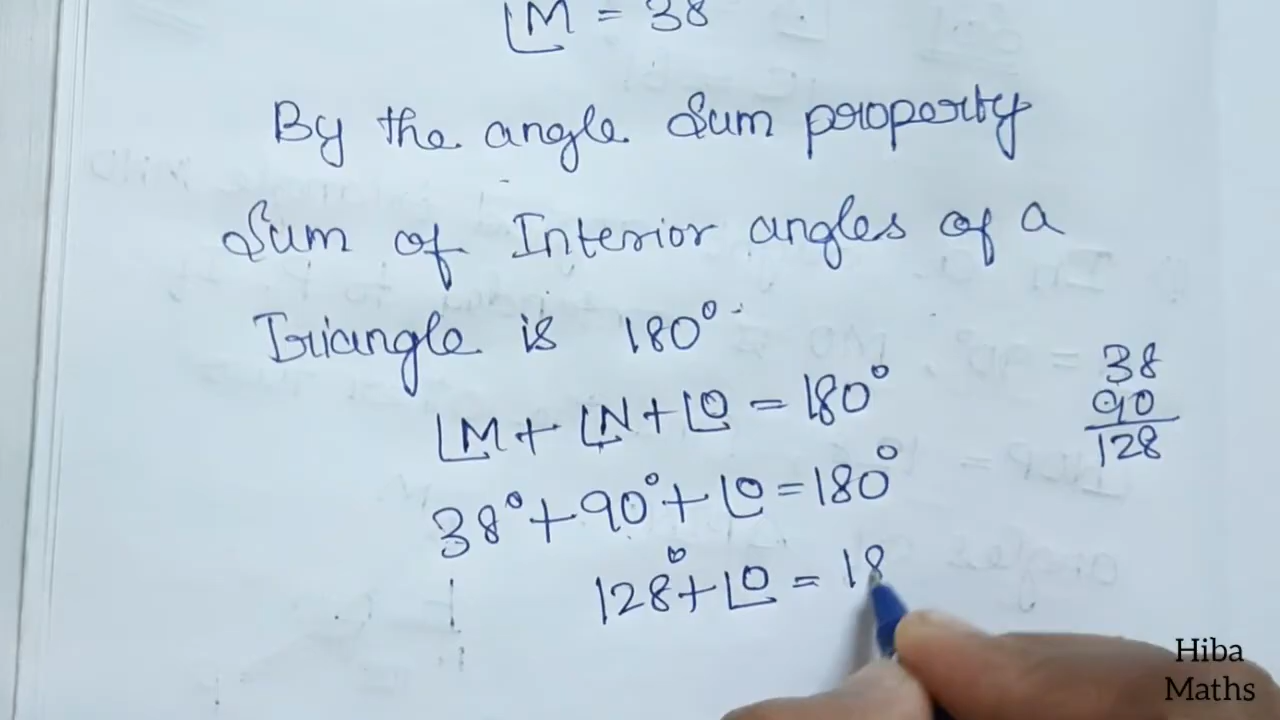 ∠M = 38
By the angle Sum property
Sum of Interior angles of a
Triangle is 180°
∠M + ∠N + ∠O = 180°
38° + 90° + ∠O = 180°
128° + ∠O = 18
38
90
128
Hiba
Maths